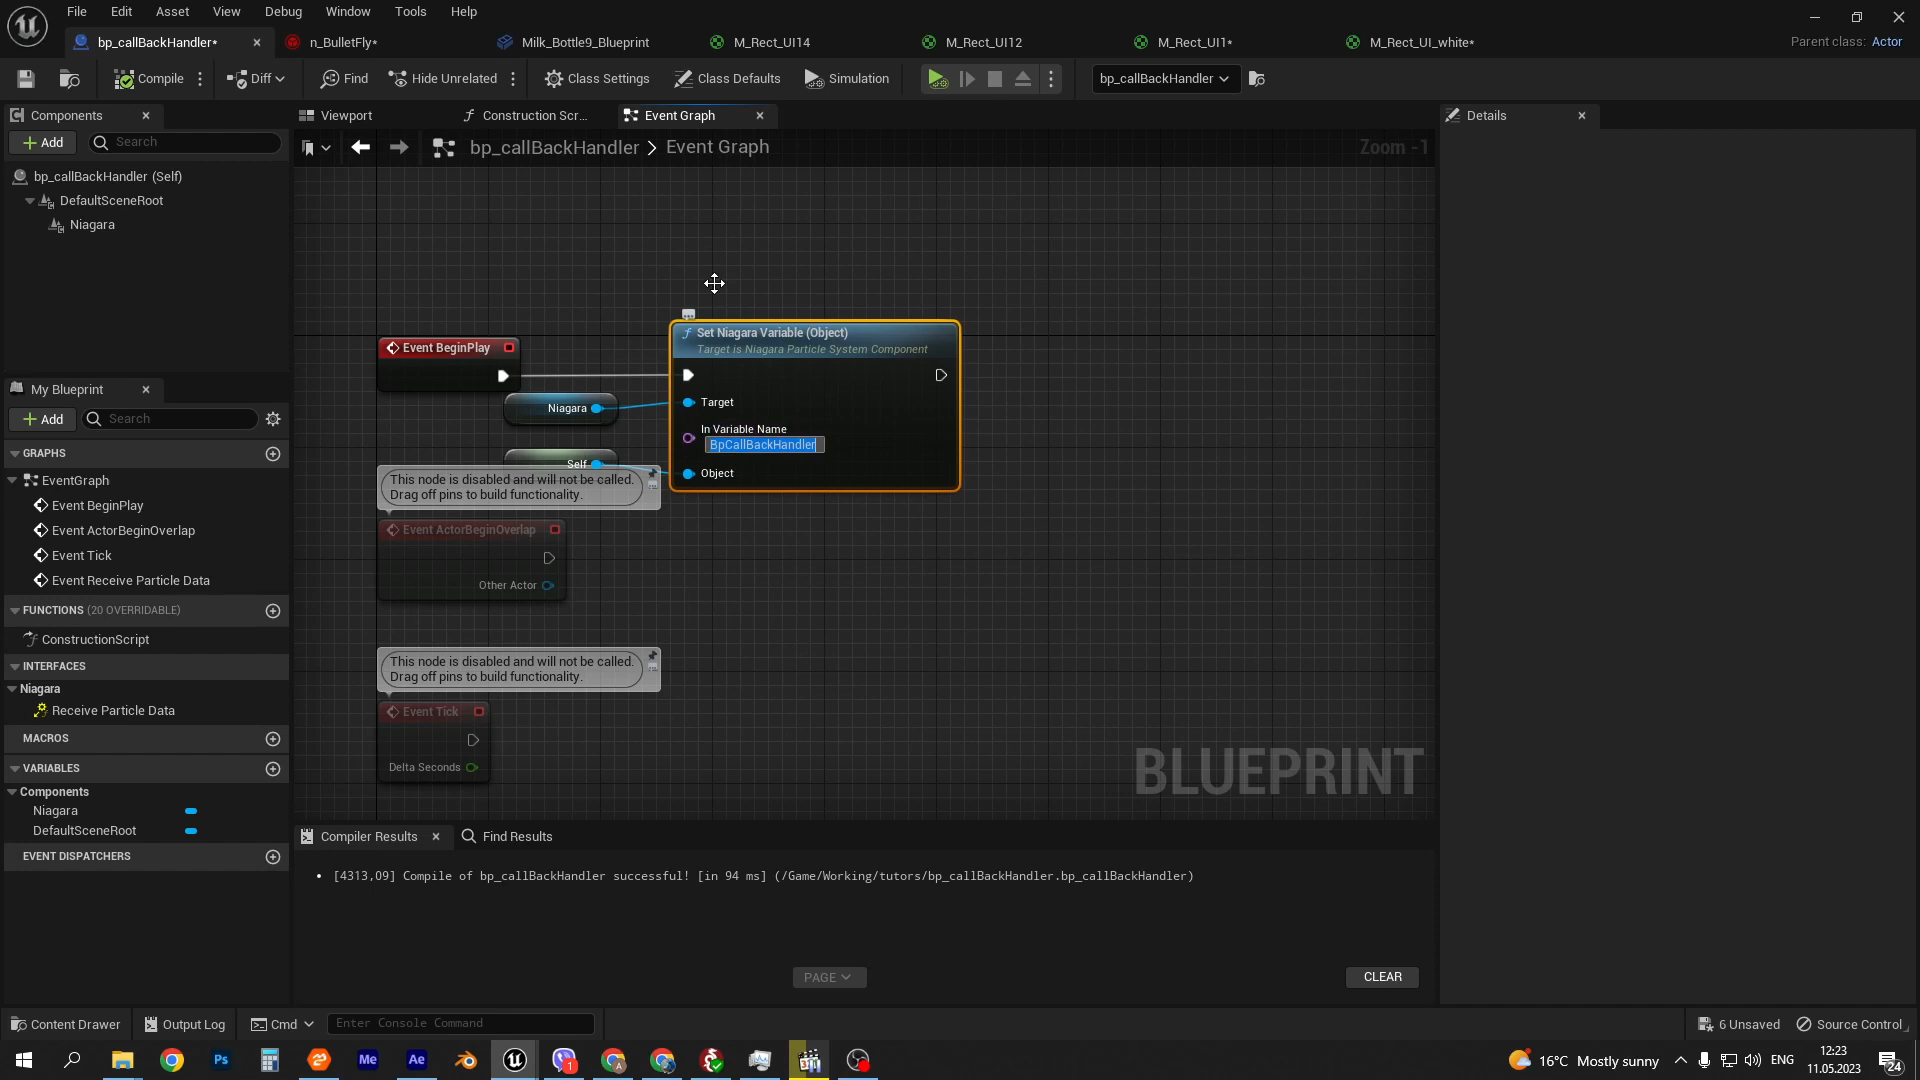 File Edit Asset View Debug Window Tools Help
bp_callBackHandler* n_BulletFly* Milk_Bottle9_Blueprint M_Rect_UI14 M_Rect_UI12 M_Rect_UI1* M_Rect_UI_white* Parent class: Actor
Compile Diff Find Hide Unrelated Class Settings Class Defaults Simulation bp_callBackHandler
Components
Add Search
bp_callBackHandler (Self)
DefaultSceneRoot
Niagara
My Blueprint
Add Search
GRAPHS
EventGraph
Event BeginPlay
Event ActorBeginOverlap
Event Tick
Event Receive Particle Data
FUNCTIONS (20 OVERRIDABLE)
ConstructionScript
INTERFACES
Niagara
Receive Particle Data
MACROS
VARIABLES
Components
Niagara
DefaultSceneRoot
EVENT DISPATCHERS
Viewport Construction Scr... Event Graph
bp_callBackHandler > Event Graph Zoom -1
Event BeginPlay
Niagara
Self
Set Niagara Variable (Object)
Target is Niagara Particle System Component
Target
In Variable Name
BpCallBackHandler
Object
This node is disabled and will not be called.
Drag off pins to build functionality.
Event ActorBeginOverlap
Other Actor
This node is disabled and will not be called.
Drag off pins to build functionality.
Event Tick
Delta Seconds
BLUEPRINT
Compiler Results Find Results
• [4313,09] Compile of bp_callBackHandler successful! [in 94 ms] (/Game/Working/tutors/bp_callBackHandler.bp_callBackHandler)
PAGE CLEAR
Details
Content Drawer Output Log Cmd Enter Console Command 6 Unsaved Source Control
Ps Me Ae 1 A 16°C Mostly sunny ENG 12:23
11.05.2023 24